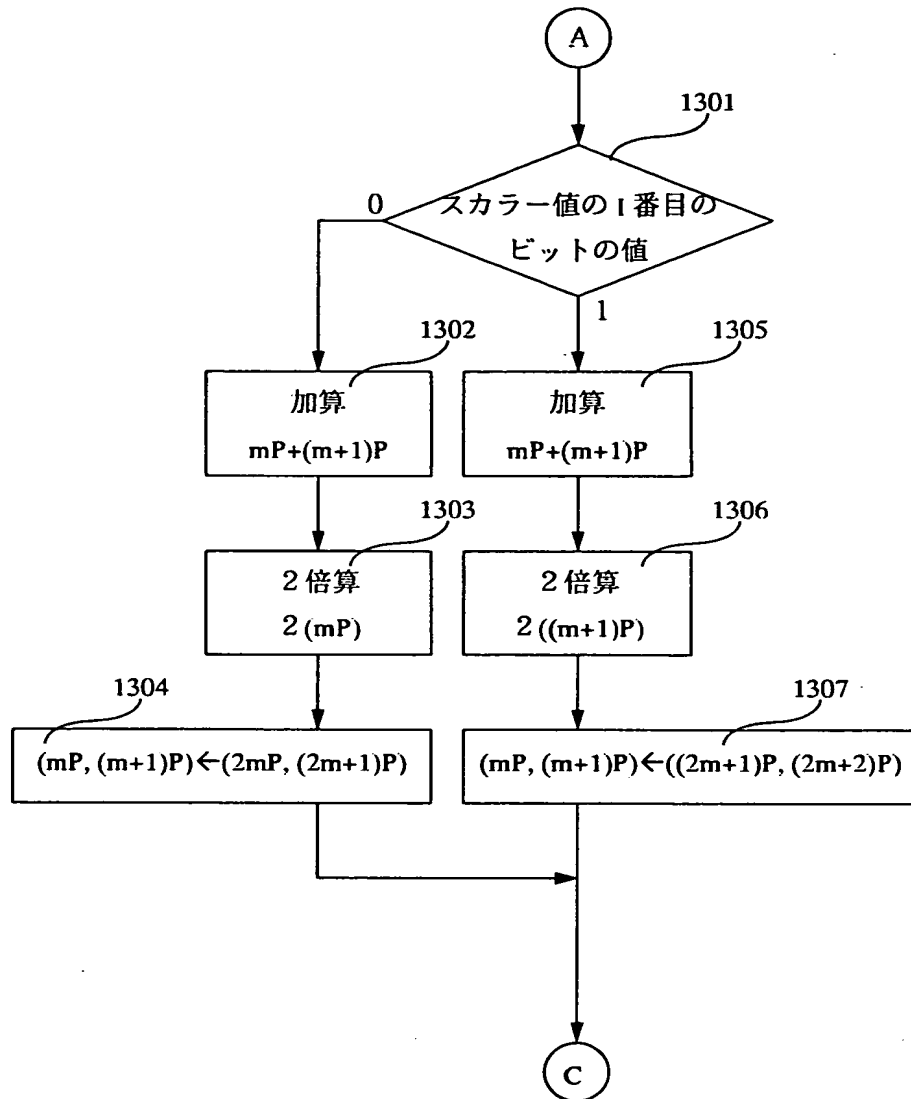 A
1301
0
スカラー値の I 番目の
ビットの値
1
1302
1305
加算
mP+(m+1)P
加算
mP+(m+1)P
1303
1306
2倍算
2(mP)
2倍算
2((m+1)P)
1304
1307
(mP, (m+1)P)←(2mP, (2m+1)P)
(mP, (m+1)P)←((2m+1)P, (2m+2)P)
C